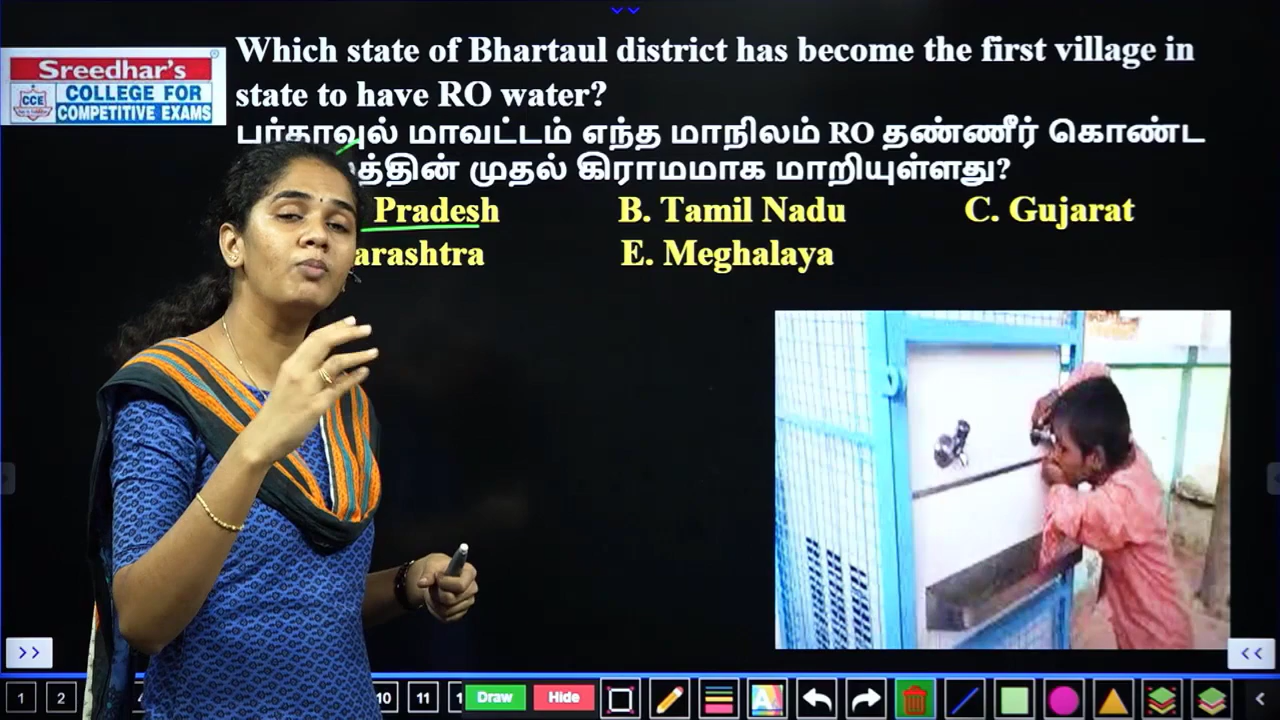 Which state of Bhartaul district has become the first village in
state to have RO water?
பர்தாவுல் மாவட்டம் எந்த மாநிலம் RO தண்ணீர் கொண்ட
முதல் கிராமமாக மாறியுள்ளது?
Pradesh B. Tamil Nadu C. Gujarat
E. Meghalaya
Sreedhar's
CCE
COLLEGE FOR
COMPETITIVE EXAMS
>> <<
1 2 10 11 Draw Hide